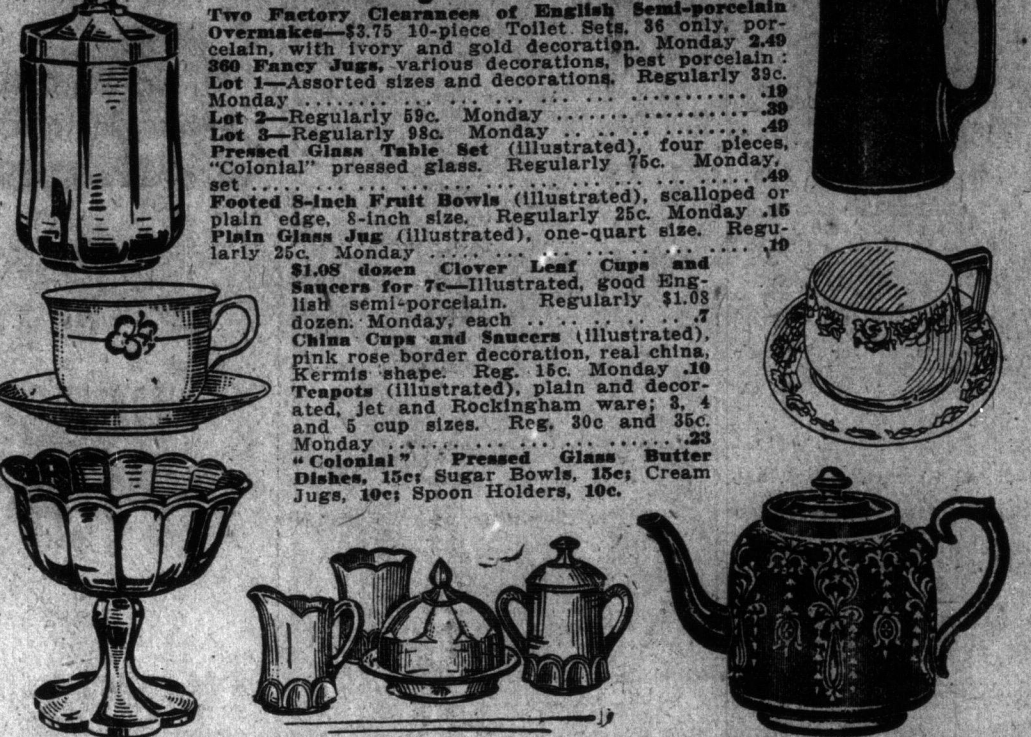 Two Factory Clearances of English Semi-porcelain
Overmakes—$3.75 10-piece Toilet Sets, 36 only, por-
celain, with ivory and gold decoration. Monday 2.49
360 Fancy Jugs, various decorations, best porcelain:
Lot 1—Assorted sizes and decorations. Regularly 39c.
Monday .19
Lot 2—Regularly 59c. Monday .39
Lot 3—Regularly 98c. Monday .49
Pressed Glass Table Set (illustrated), four pieces,
"Colonial" pressed glass. Regularly 75c. Monday,
set .49
Footed 8-inch Fruit Bowls (illustrated), scalloped or
plain edge, 8-inch size. Regularly 25c. Monday .15
Plain Glass Jug (illustrated), one-quart size. Regu-
larly 25c. Monday .19
$1.08 dozen Clover Leaf Cups and
Saucers for 7c—Illustrated, good Eng-
lish semi-porcelain. Regularly $1.08
dozen. Monday, each .7
China Cups and Saucers (illustrated),
pink rose border decoration, real china,
Kermis shape. Reg. 15c. Monday .10
Teapots (illustrated), plain and decor-
ated, jet and Rockingham ware; 3, 4
and 5 cup sizes. Reg. 30c and 35c.
Monday .23
"Colonial" Pressed Glass Butter
Dishes, 15c; Sugar Bowls, 15c; Cream
Jugs, 10c; Spoon Holders, 10c.